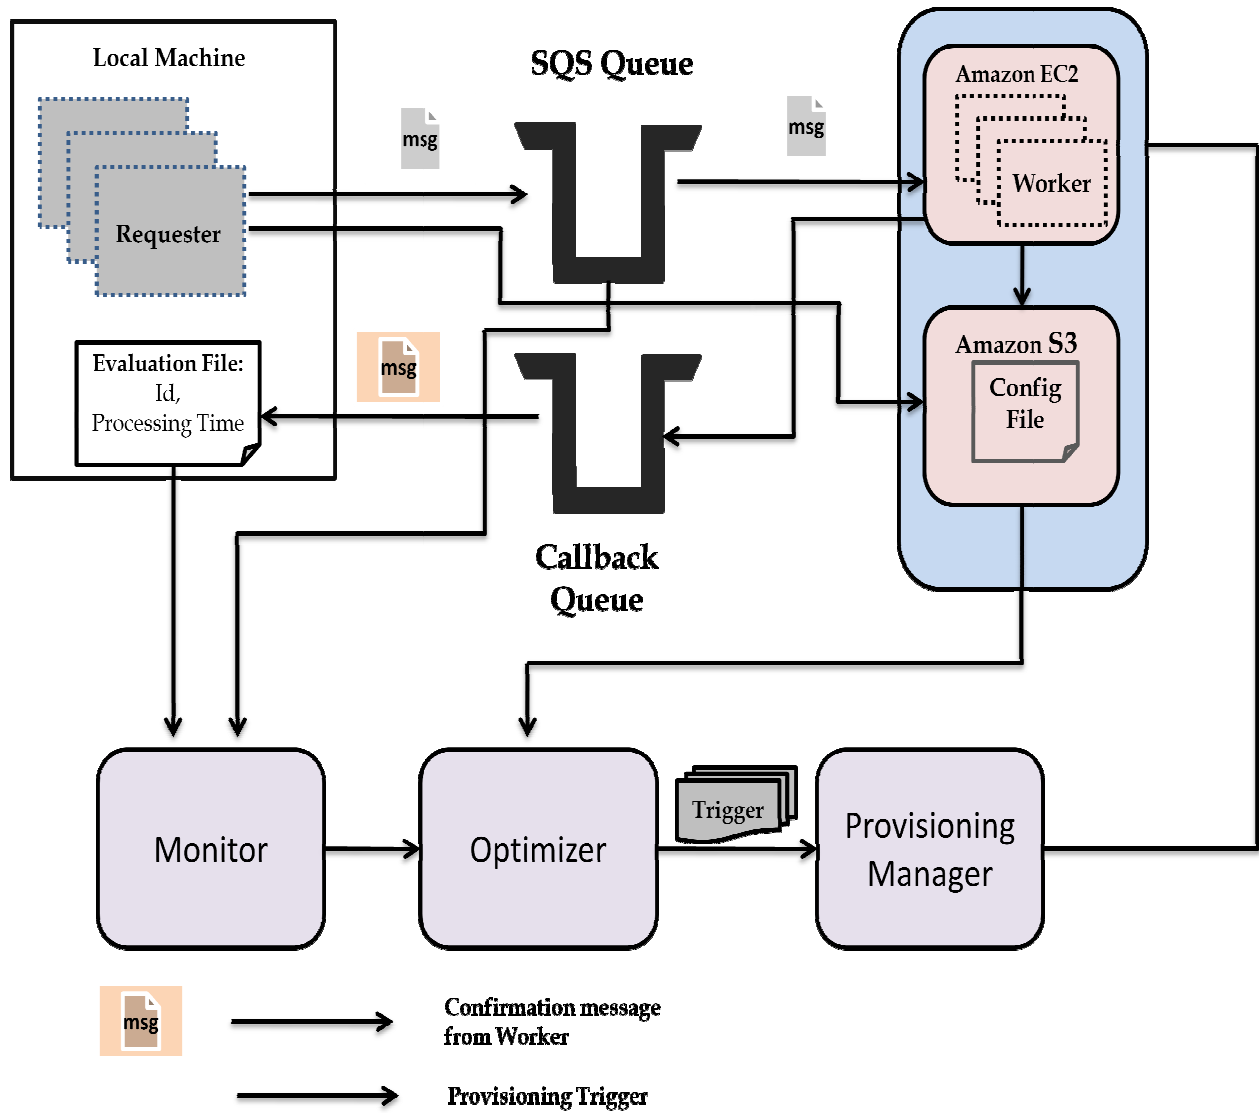 Local Machine
SQS Queue
Amazon EC2
msg
msg
Worker
Requester
Amazon S3
Config
File
msg
Evaluation File:
Id,
Processing Time
Callback
Queue
Trigger
Monitor
Optimizer
Provisioning
Manager
msg
Confirmation message
from Worker
Provisioning Trigger